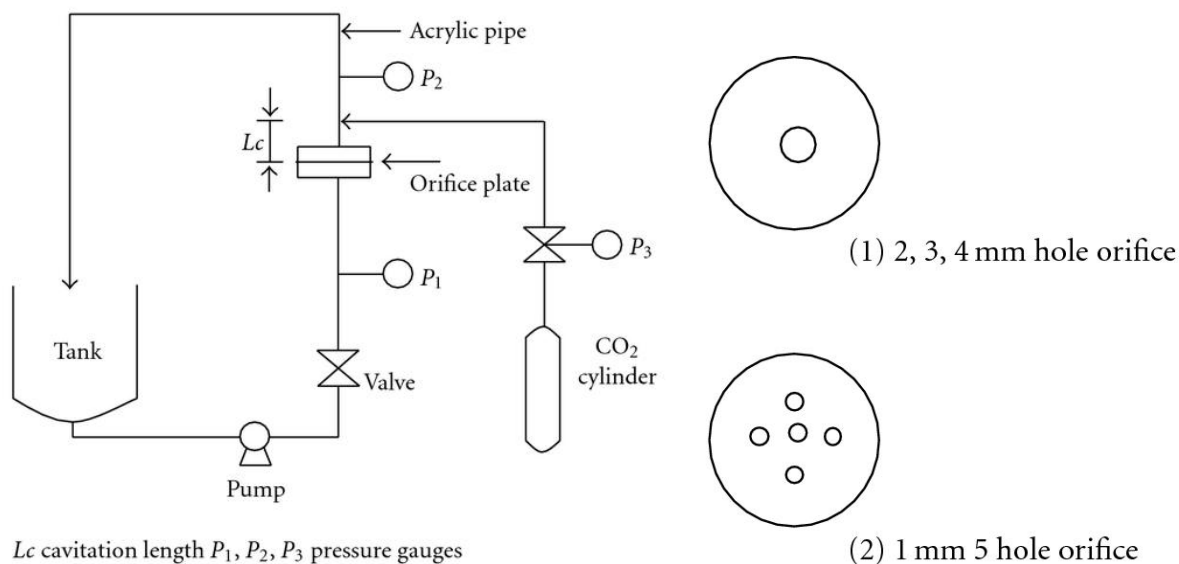 Acrylic pipe
P₂
Lc
Orifice plate
P₃
P₁
Tank
Valve
CO₂
cylinder
Pump
Lc cavitation length P₁, P₂, P₃ pressure gauges
(1) 2, 3, 4 mm hole orifice
(2) 1 mm 5 hole orifice